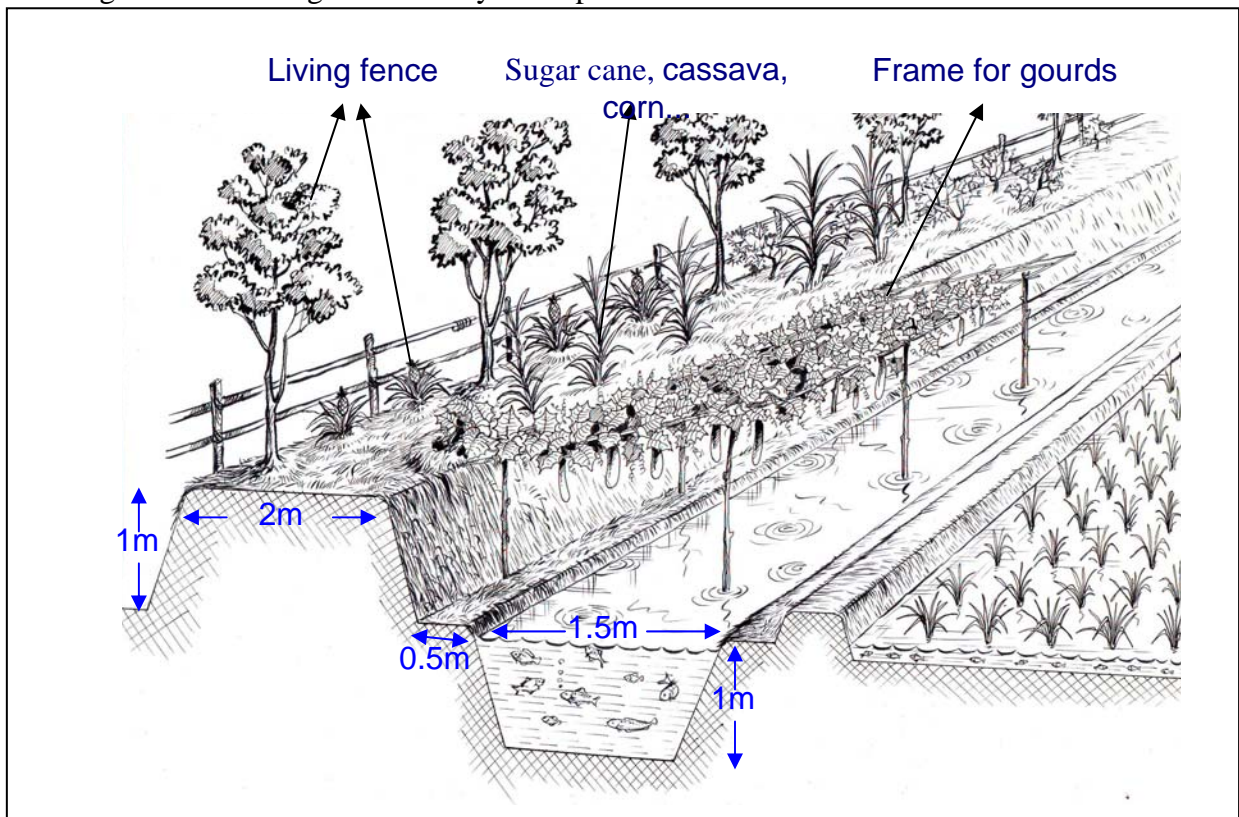 Living fence
Sugar cane, cassava,
corn...
Frame for gourds
1m
2m
0.5m
1.5m
1m